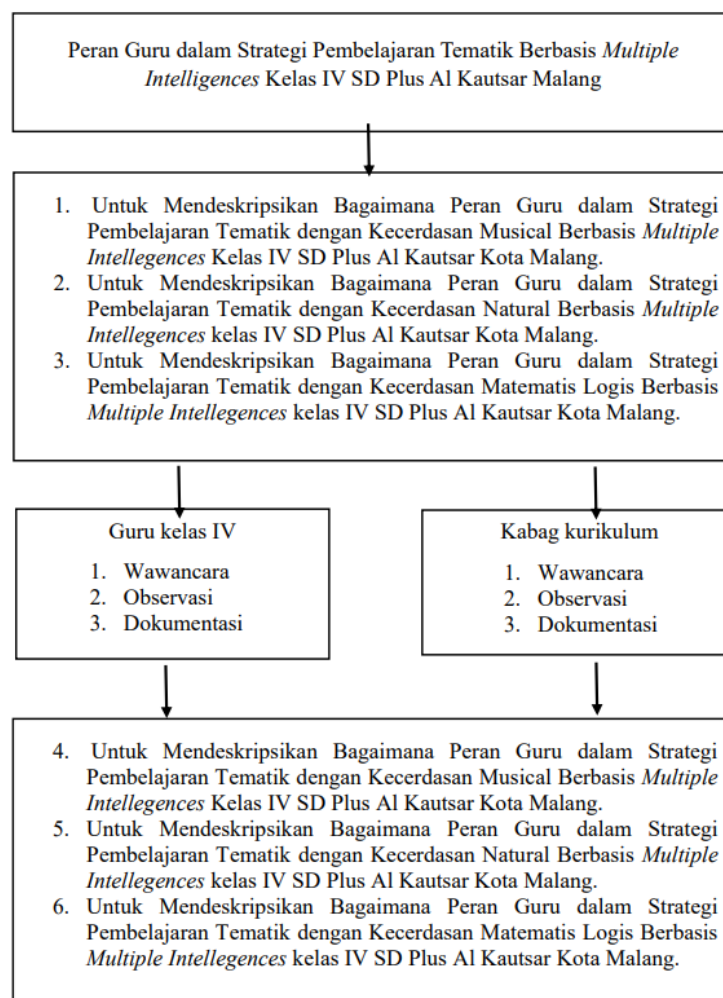 Peran Guru dalam Strategi Pembelajaran Tematik Berbasis Multiple
Intelligences Kelas IV SD Plus Al Kautsar Malang
1. Untuk Mendeskripsikan Bagaimana Peran Guru dalam Strategi
Pembelajaran Tematik dengan Kecerdasan Musical Berbasis Multiple
Intellegences Kelas IV SD Plus Al Kautsar Kota Malang.
2. Untuk Mendeskripsikan Bagaimana Peran Guru dalam Strategi
Pembelajaran Tematik dengan Kecerdasan Natural Berbasis Multiple
Intellegences kelas IV SD Plus Al Kautsar Kota Malang.
3. Untuk Mendeskripsikan Bagaimana Peran Guru dalam Strategi
Pembelajaran Tematik dengan Kecerdasan Matematis Logis Berbasis
Multiple Intellegences kelas IV SD Plus Al Kautsar Kota Malang.
Guru kelas IV
1. Wawancara
2. Observasi
3. Dokumentasi
Kabag kurikulum
1. Wawancara
2. Observasi
3. Dokumentasi
4. Untuk Mendeskripsikan Bagaimana Peran Guru dalam Strategi
Pembelajaran Tematik dengan Kecerdasan Musical Berbasis Multiple
Intellegences Kelas IV SD Plus Al Kautsar Kota Malang.
5. Untuk Mendeskripsikan Bagaimana Peran Guru dalam Strategi
Pembelajaran Tematik dengan Kecerdasan Natural Berbasis Multiple
Intellegences kelas IV SD Plus Al Kautsar Kota Malang.
6. Untuk Mendeskripsikan Bagaimana Peran Guru dalam Strategi
Pembelajaran Tematik dengan Kecerdasan Matematis Logis Berbasis
Multiple Intellegences kelas IV SD Plus Al Kautsar Kota Malang.